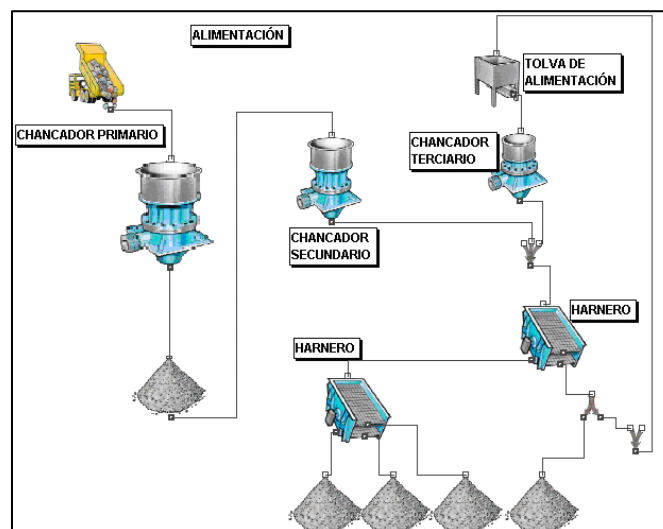 ALIMENTACIÓN
TOLVA DE
ALIMENTACIÓN
CHANCADOR PRIMARIO
CHANCADOR
TERCIARIO
CHANCADOR
SECUNDARIO
HARNERO
HARNERO